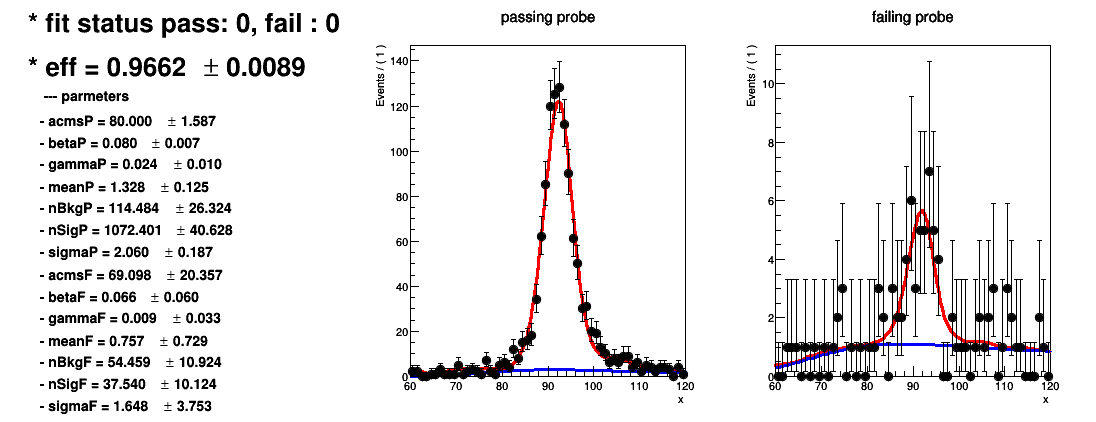 * fit status pass: 0, fail : 0
* eff = 0.9662 ± 0.0089
--- parmeters
- acmsP = 80.000 ± 1.587
- betaP = 0.080 ± 0.007
- gammaP = 0.024 ± 0.010
- meanP = 1.328 ± 0.125
- nBkgP = 114.484 ± 26.324
- nSigP = 1072.401 ± 40.628
- sigmaP = 2.060 ± 0.187
- acmsF = 69.098 ± 20.357
- betaF = 0.066 ± 0.060
- gammaF = 0.009 ± 0.033
- meanF = 0.757 ± 0.729
- nBkgF = 54.459 ± 10.924
- nSigF = 37.540 ± 10.124
- sigmaF = 1.648 ± 3.753
passing probe
Events / ( 1 )
140
120
100
80
60
40
20
0
60 70 80 90 100 110 120
x
failing probe
Events / ( 1 )
10
8
6
4
2
0
60 70 80 90 100 110 120
x